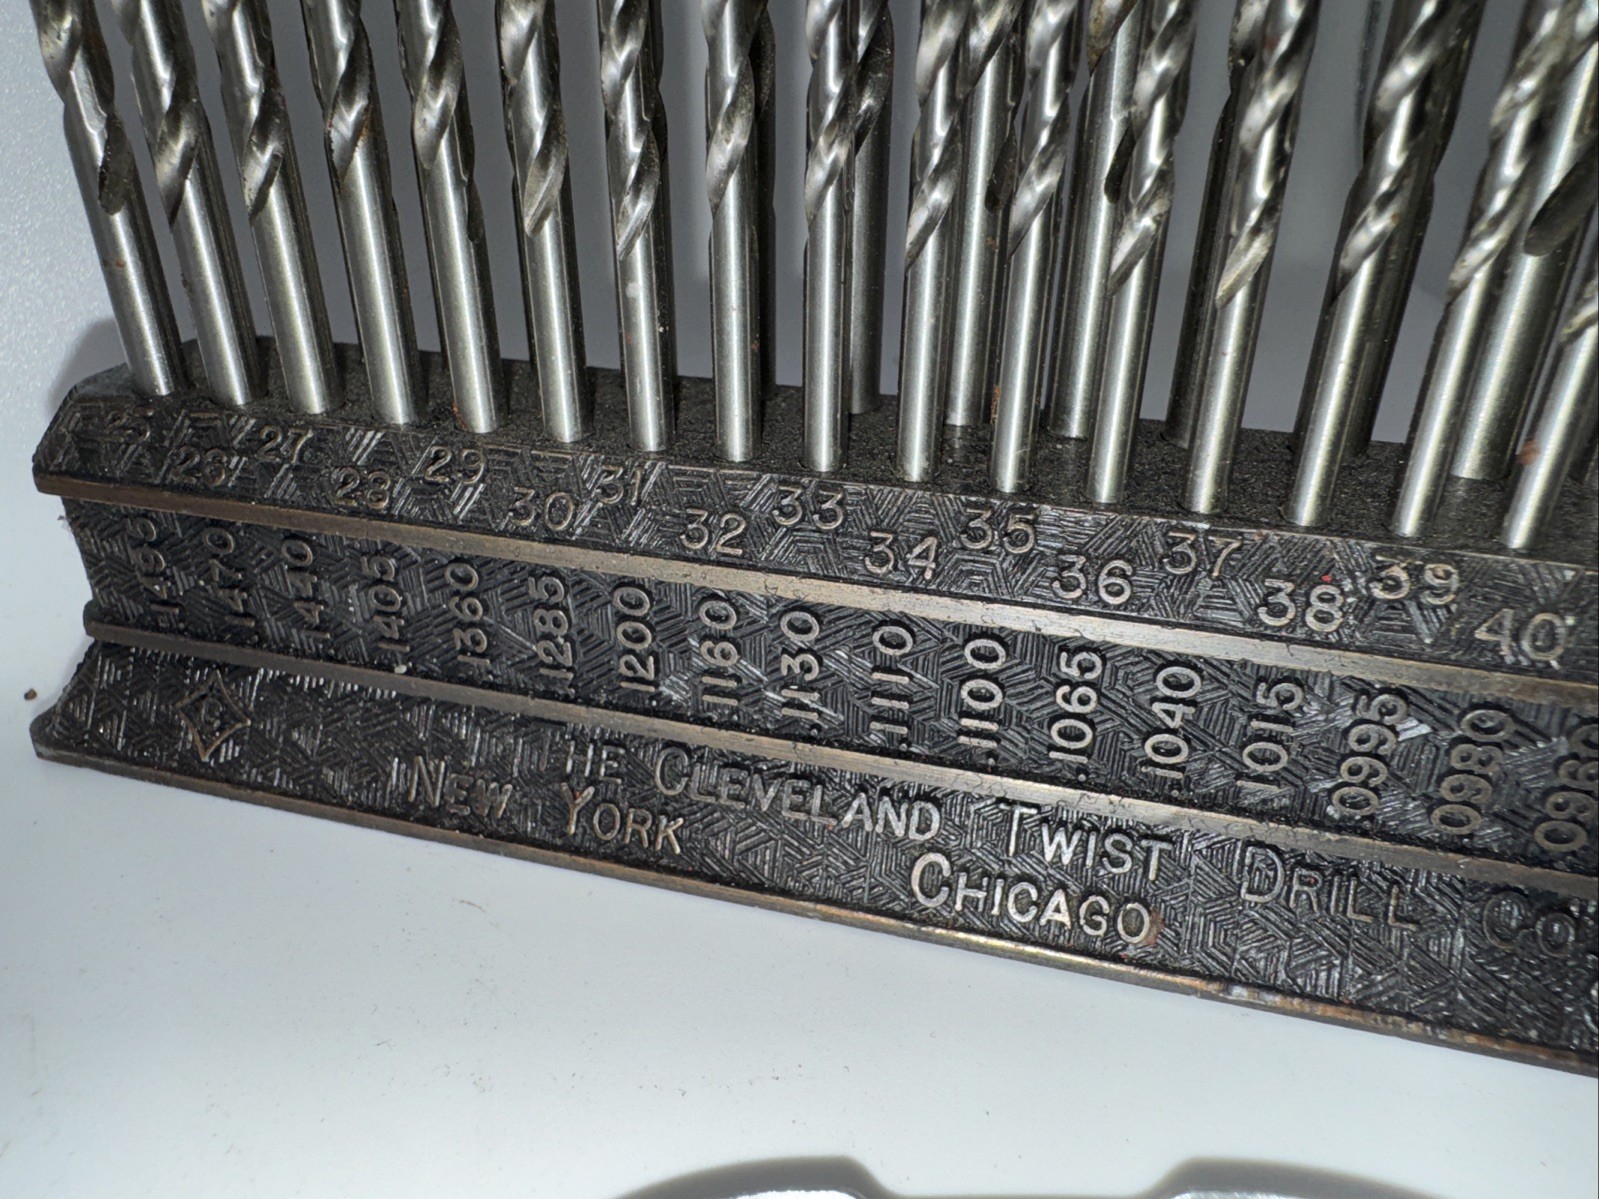 25 26 27 28 29 30 31 32 33 34 35 36 37 38 39 40
.1495 .1470 .1440 .1405 .1360 .1285 .1200 .1160 .1130 .1110 .1100 .1065 .1040 .1015 .0995 .0980 .0960
THE CLEVELAND TWIST DRILL CO
NEW YORK CHICAGO